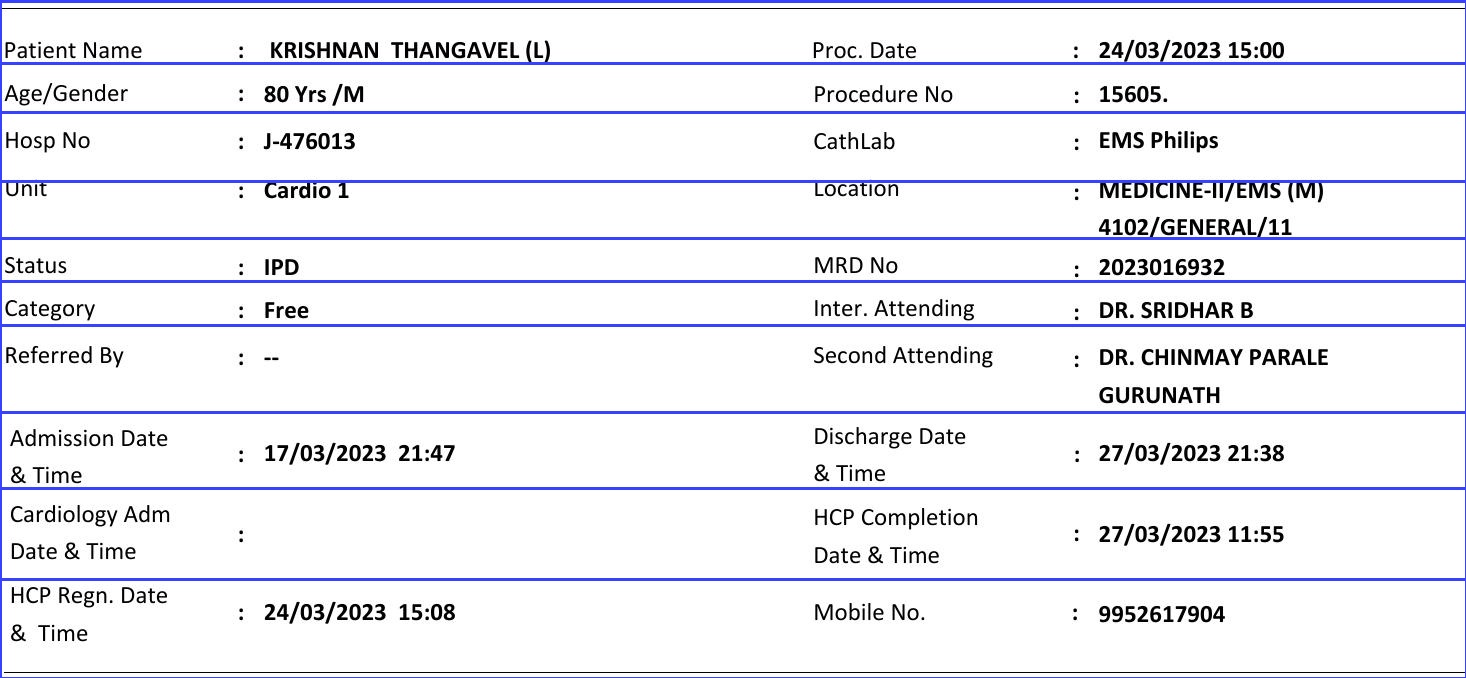 Patient Name : KRISHNAN THANGAVEL (L) Proc. Date : 24/03/2023 15:00
Age/Gender : 80 Yrs /M Procedure No : 15605.
Hosp No : J-476013 CathLab : EMS Philips
Unit : Cardio 1 Location : MEDICINE-II/EMS (M)
4102/GENERAL/11
Status : IPD MRD No : 2023016932
Category : Free Inter. Attending : DR. SRIDHAR B
Referred By : -- Second Attending : DR. CHINMAY PARALE
GURUNATH
Admission Date
& Time : 17/03/2023 21:47 Discharge Date
& Time : 27/03/2023 21:38
Cardiology Adm
Date & Time : HCP Completion
Date & Time : 27/03/2023 11:55
HCP Regn. Date
& Time : 24/03/2023 15:08 Mobile No. : 9952617904